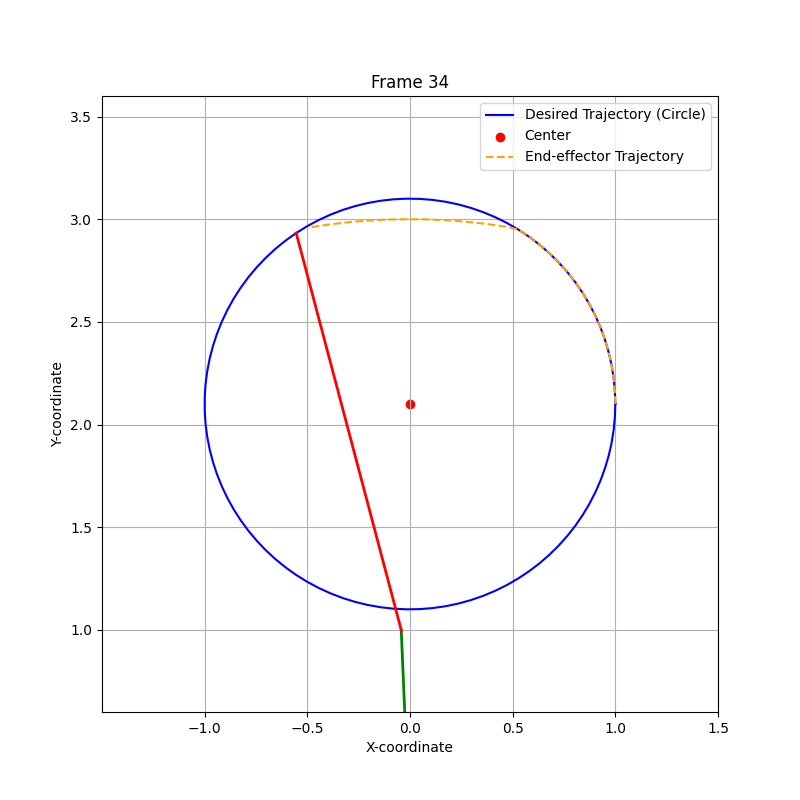 Frame 34
Desired Trajectory (Circle)
Center
End-effector Trajectory
3.5
3.0
2.5
2.0
1.5
1.0
Y-coordinate
−1.0 −0.5 0.0 0.5 1.0 1.5
X-coordinate